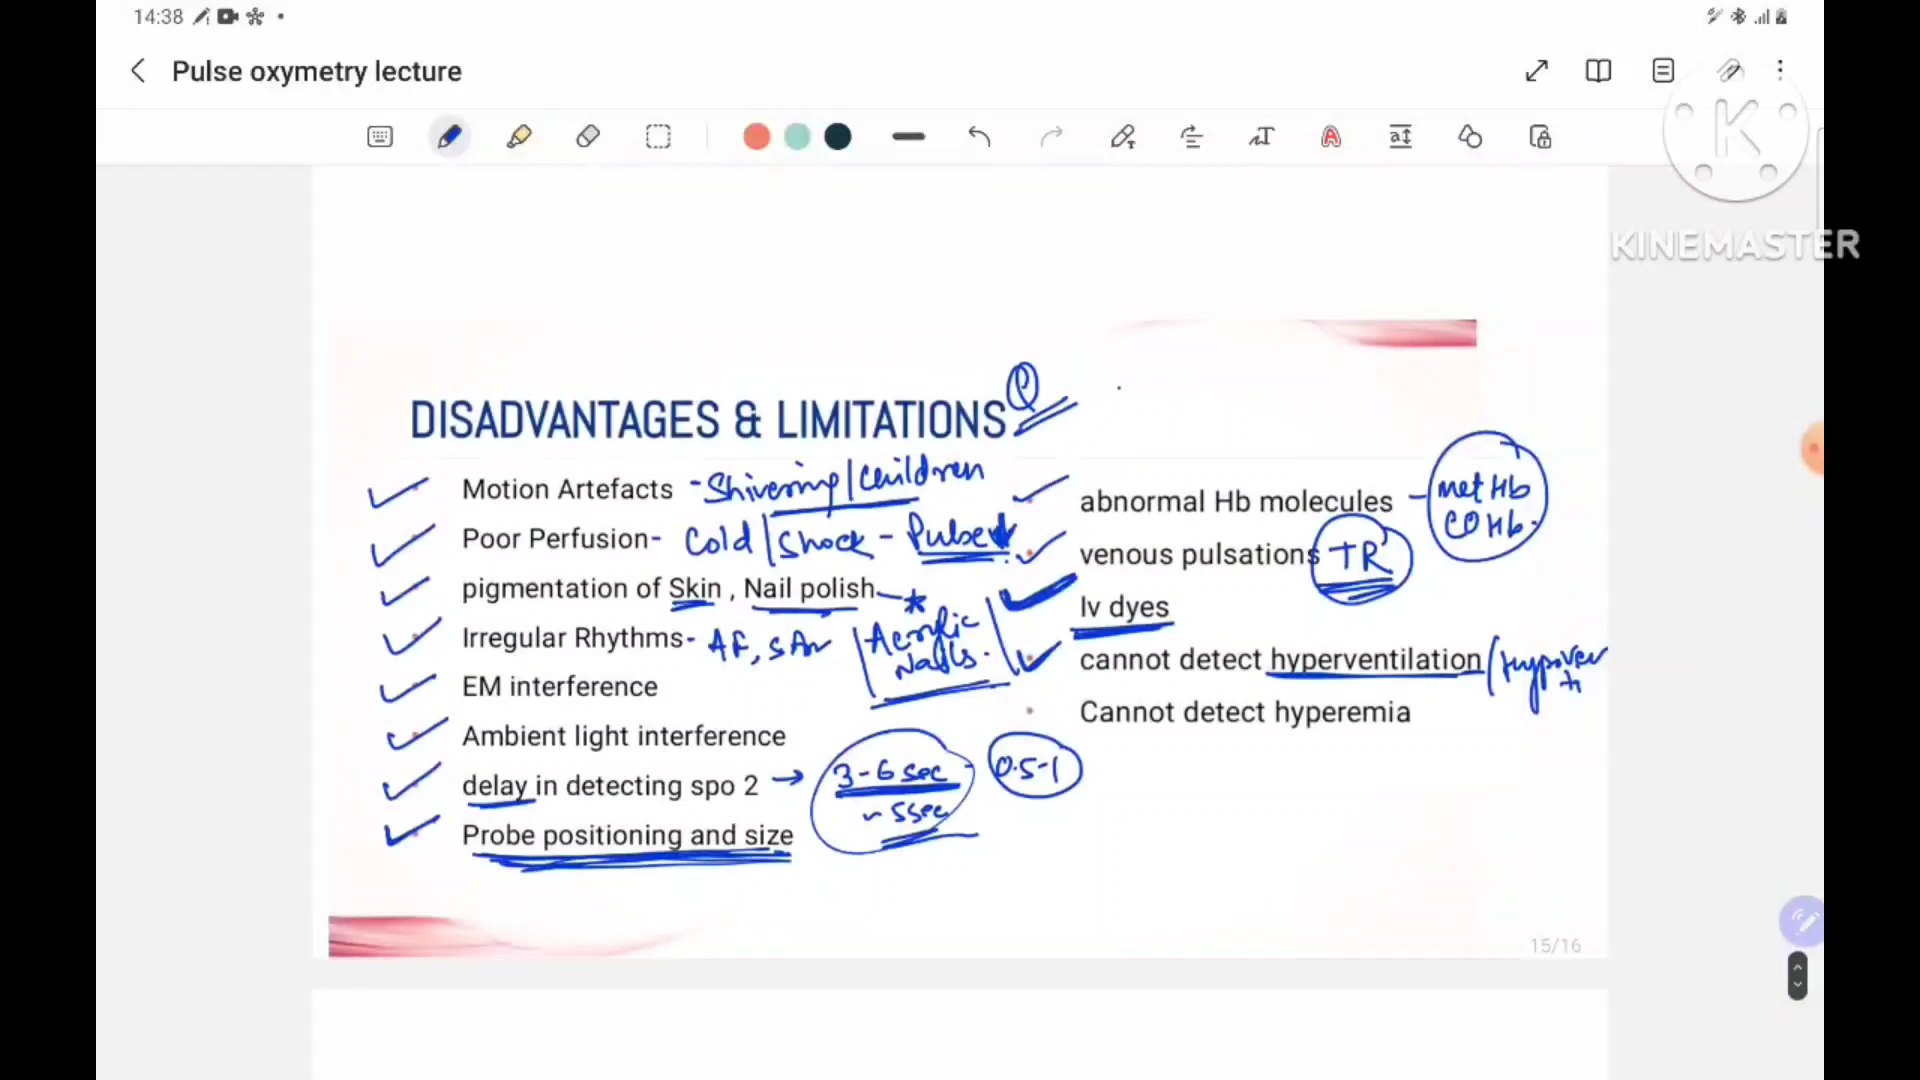 14:38
Pulse oxymetry lecture
KINEMASTER
DISADVANTAGES & LIMITATIONS Q
Motion Artefacts - Shivering / Children
Poor Perfusion - Cold / Shock - Pulse ↓
pigmentation of Skin , Nail polish - *
Acrylic
Nails.
Irregular Rhythms - AF,
EM interference
Ambient light interference
delay in detecting spo 2 → 3-6 sec - 0.5-1
~ 5sec
Probe positioning and size
abnormal Hb molecules - met Hb
CO Hb.
venous pulsations TR
Iv dyes
cannot detect hyperventilation /
Cannot detect hyperemia
15/16